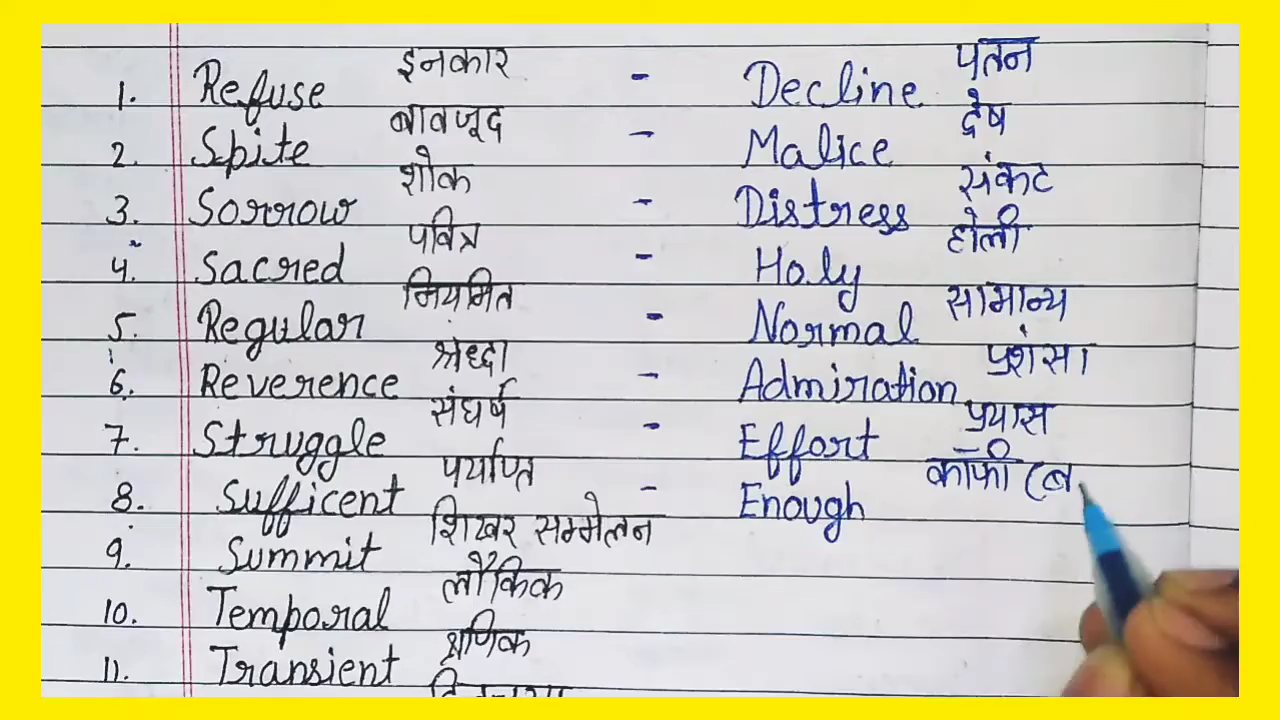 1. Refuse इनकार - Decline पतन
2. Spite बावजूद - Malice द्वेष
3. Sorrow शोक - Distress संकट
4. Sacred पवित्र - Holy होली
5. Regular नियमित - Normal सामान्य
6. Reverence श्रध्दा - Admiration प्रशंसा
7. Struggle संघर्ष - Effort प्रयास
8. Sufficent पर्याप्त - Enough कॉफी (ब
9. Summit शिखर सम्मेलन
10. Temporal लौकिक
11. Transient क्षणिक